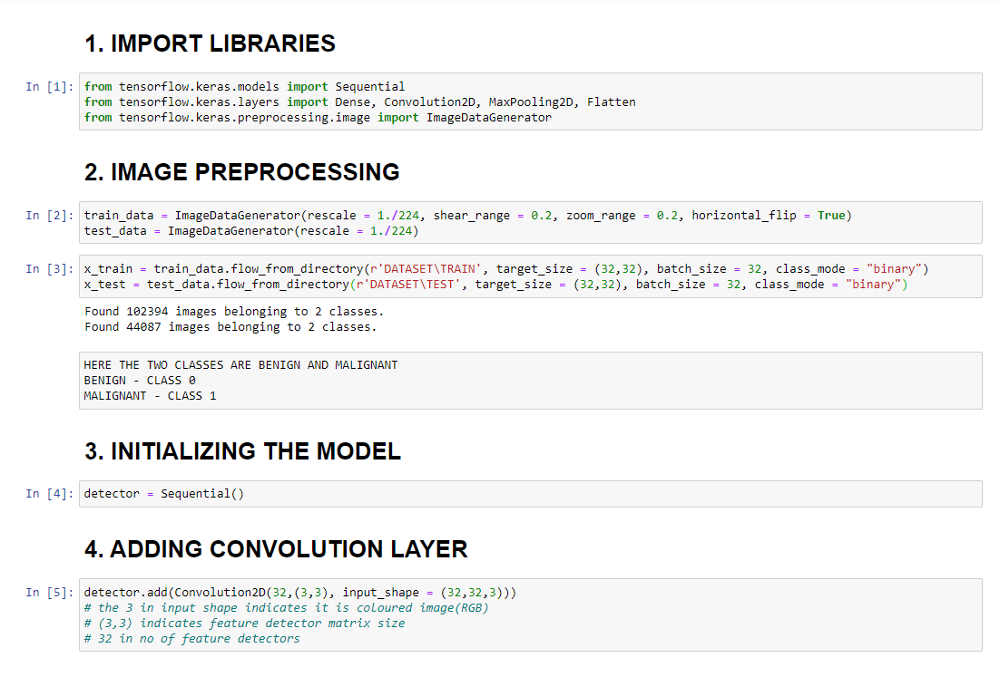 1. IMPORT LIBRARIES
In [1]: from tensorflow.keras.models import Sequential
from tensorflow.keras.layers import Dense, Convolution2D, MaxPooling2D, Flatten
from tensorflow.keras.preprocessing.image import ImageDataGenerator
2. IMAGE PREPROCESSING
In [2]: train_data = ImageDataGenerator(rescale = 1./224, shear_range = 0.2, zoom_range = 0.2, horizontal_flip = True)
test_data = ImageDataGenerator(rescale = 1./224)
In [3]: x_train = train_data.flow_from_directory(r'DATASET\TRAIN', target_size = (32,32), batch_size = 32, class_mode = "binary")
x_test = test_data.flow_from_directory(r'DATASET\TEST', target_size = (32,32), batch_size = 32, class_mode = "binary")
Found 102394 images belonging to 2 classes.
Found 44087 images belonging to 2 classes.
HERE THE TWO CLASSES ARE BENIGN AND MALIGNANT
BENIGN - CLASS 0
MALIGNANT - CLASS 1
3. INITIALIZING THE MODEL
In [4]: detector = Sequential()
4. ADDING CONVOLUTION LAYER
In [5]: detector.add(Convolution2D(32,(3,3), input_shape = (32,32,3)))
# the 3 in input shape indicates it is coloured image(RGB)
# (3,3) indicates feature detector matrix size
# 32 in no of feature detectors